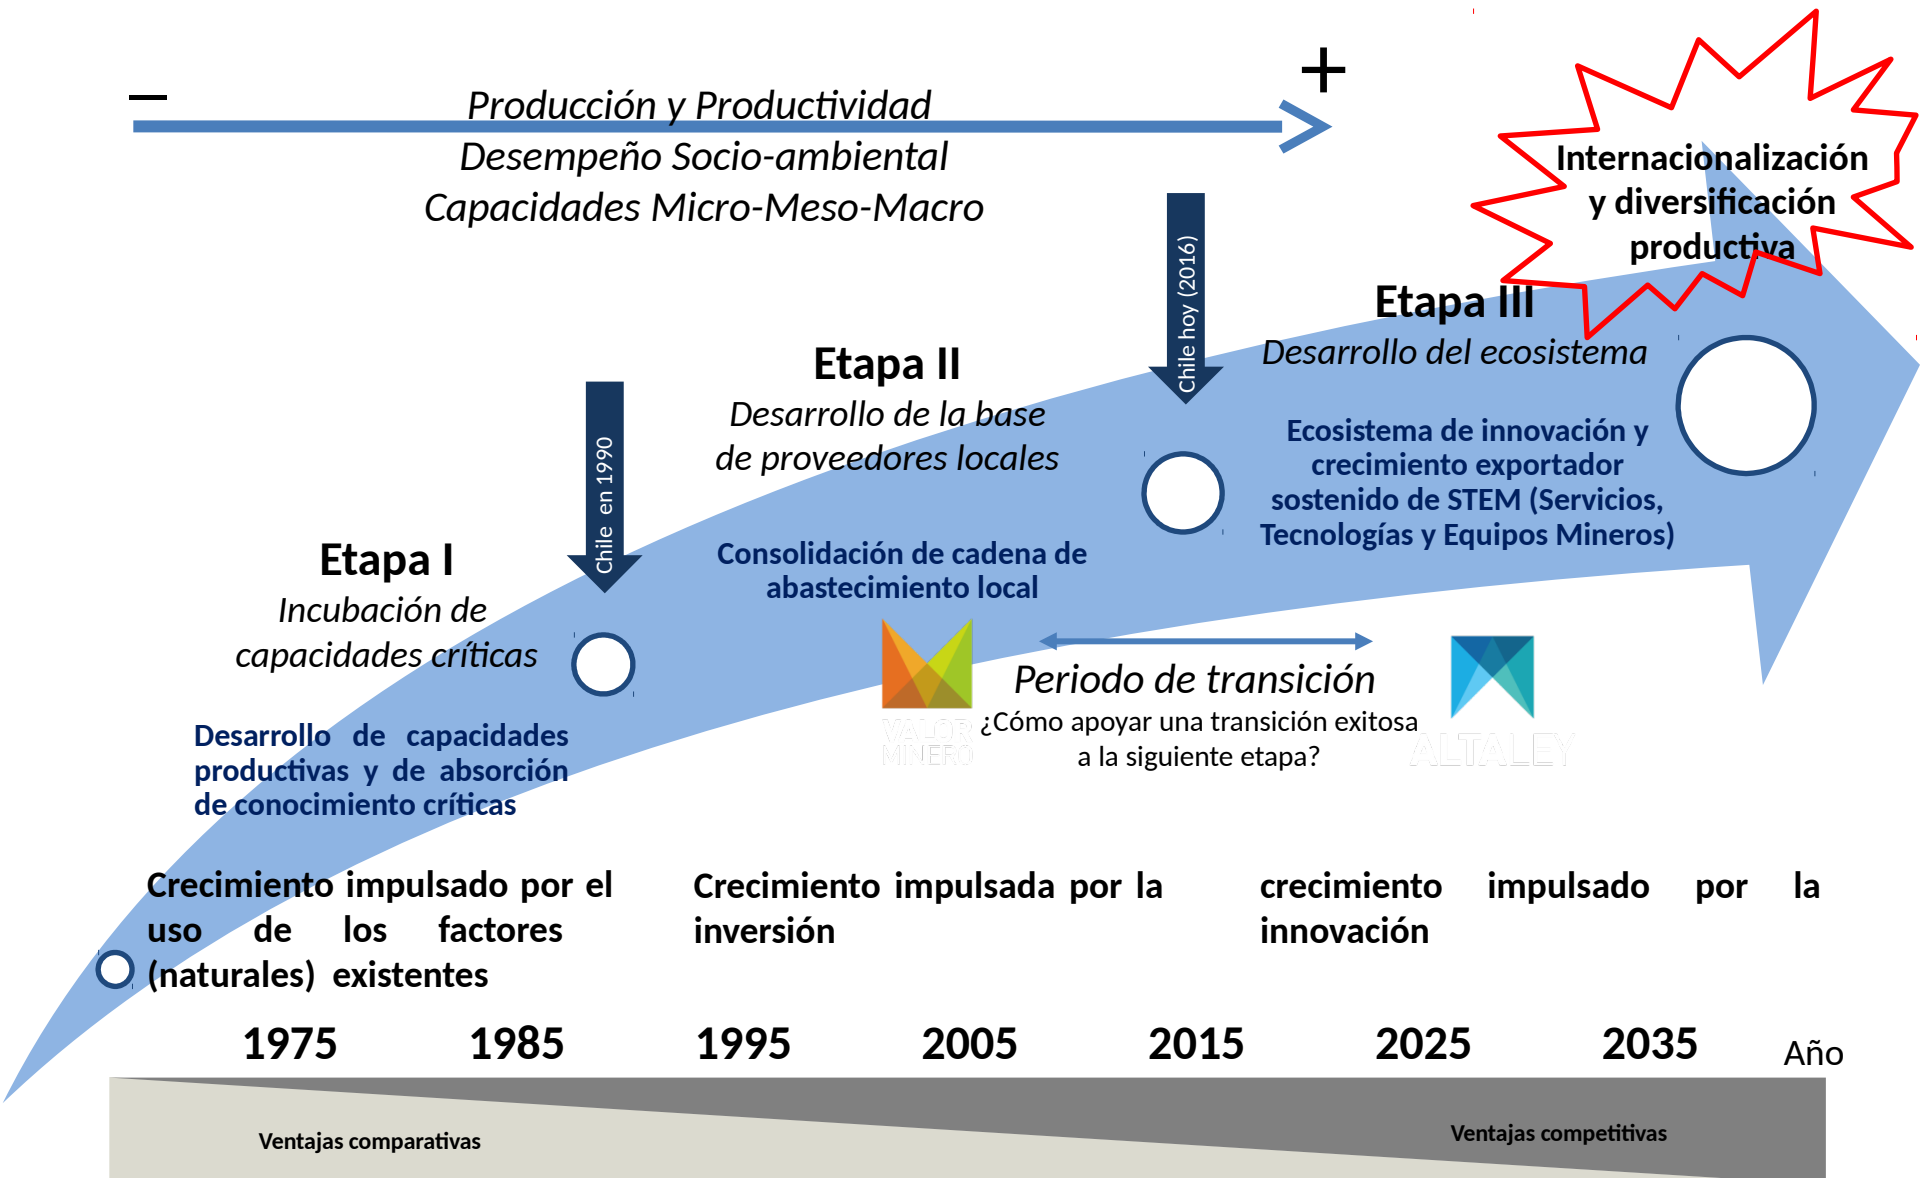 –
+
Producción y Productividad
Desempeño Socio-ambiental
Capacidades Micro-Meso-Macro
Internacionalización
y diversificación
productiva
Chile hoy (2016)
Etapa III
Desarrollo del ecosistema
Ecosistema de innovación y
crecimiento exportador
sostenido de STEM (Servicios,
Tecnologías y Equipos Mineros)
Etapa II
Desarrollo de la base
de proveedores locales
Consolidación de cadena de
abastecimiento local
Chile en 1990
Etapa I
Incubación de
capacidades críticas
Desarrollo de capacidades
productivas y de absorción
de conocimiento críticas
VALOR
MINERO
Periodo de transición
¿Cómo apoyar una transición exitosa
a la siguiente etapa?
ALTALEY
Crecimiento impulsado por el
uso de los factores
(naturales) existentes
Crecimiento impulsada por la
inversión
crecimiento impulsado por la
innovación
1975 1985 1995 2005 2015 2025 2035 Año
Ventajas comparativas
Ventajas competitivas